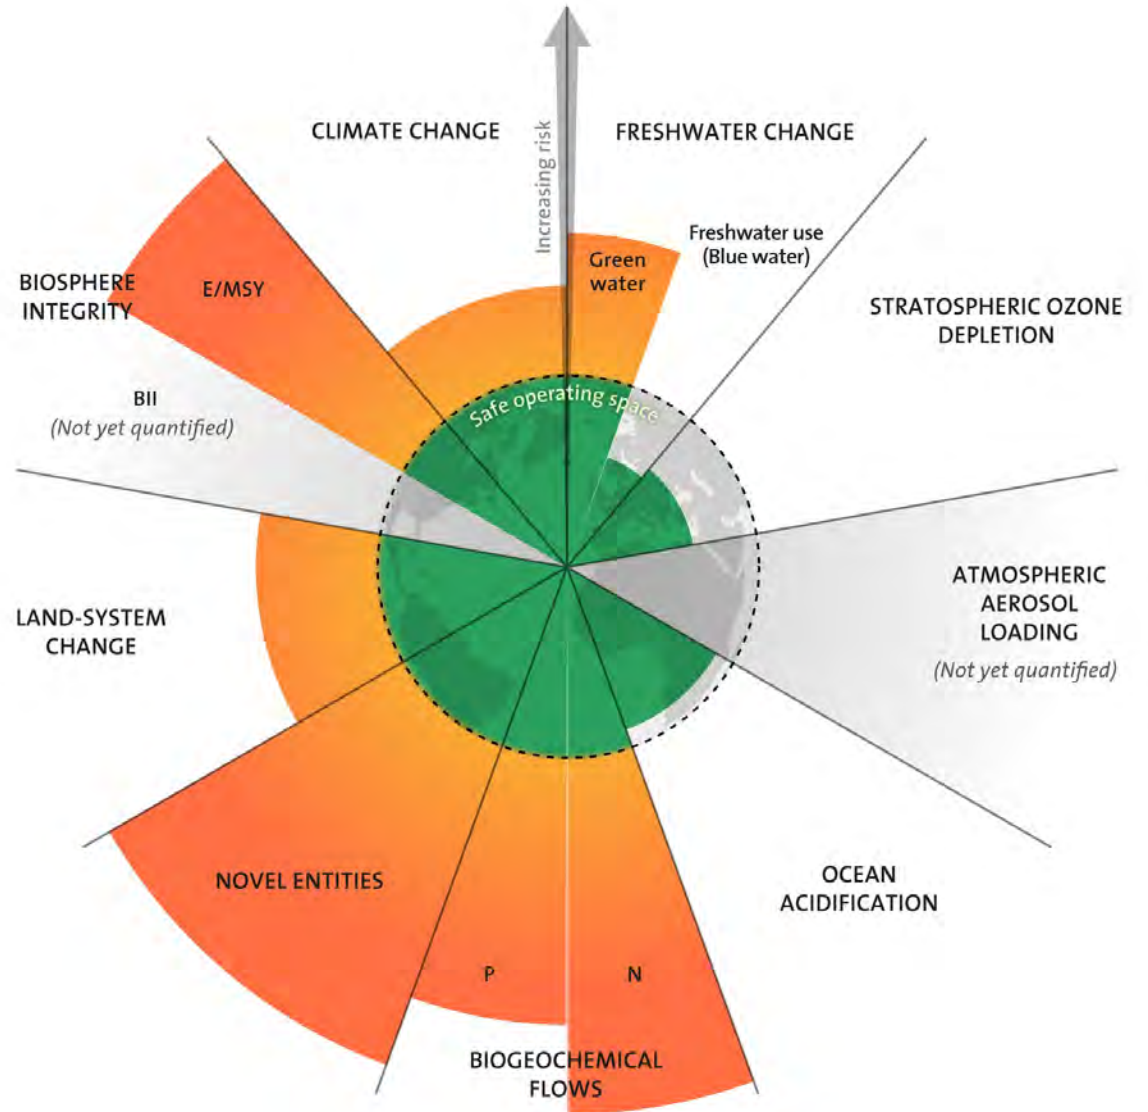 CLIMATE CHANGE
Increasing risk
FRESHWATER CHANGE
Green
water
Freshwater use
(Blue water)
STRATOSPHERIC OZONE
DEPLETION
BIOSPHERE
INTEGRITY
E/MSY
BII
(Not yet quantified)
Safe operating space
LAND-SYSTEM
CHANGE
ATMOSPHERIC
AEROSOL
LOADING
(Not yet quantified)
NOVEL ENTITIES
OCEAN
ACIDIFICATION
P
N
BIOGEOCHEMICAL
FLOWS